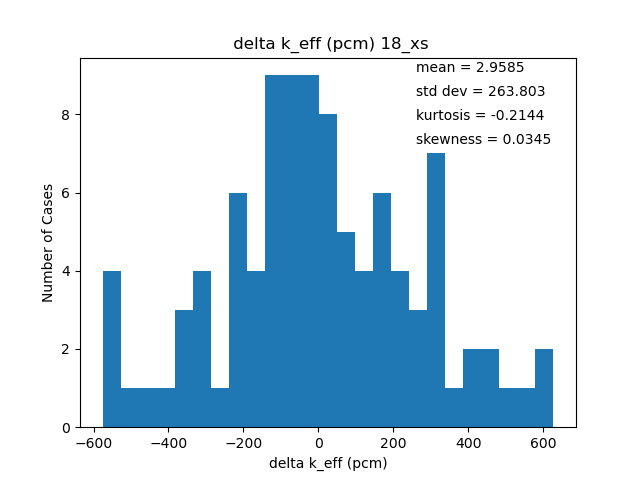 delta k_eff (pcm) 18_xs
mean = 2.9585
std dev = 263.803
kurtosis = -0.2144
skewness = 0.0345
Number of Cases
8
6
4
2
0
−600 −400 −200 0 200 400 600
delta k_eff (pcm)